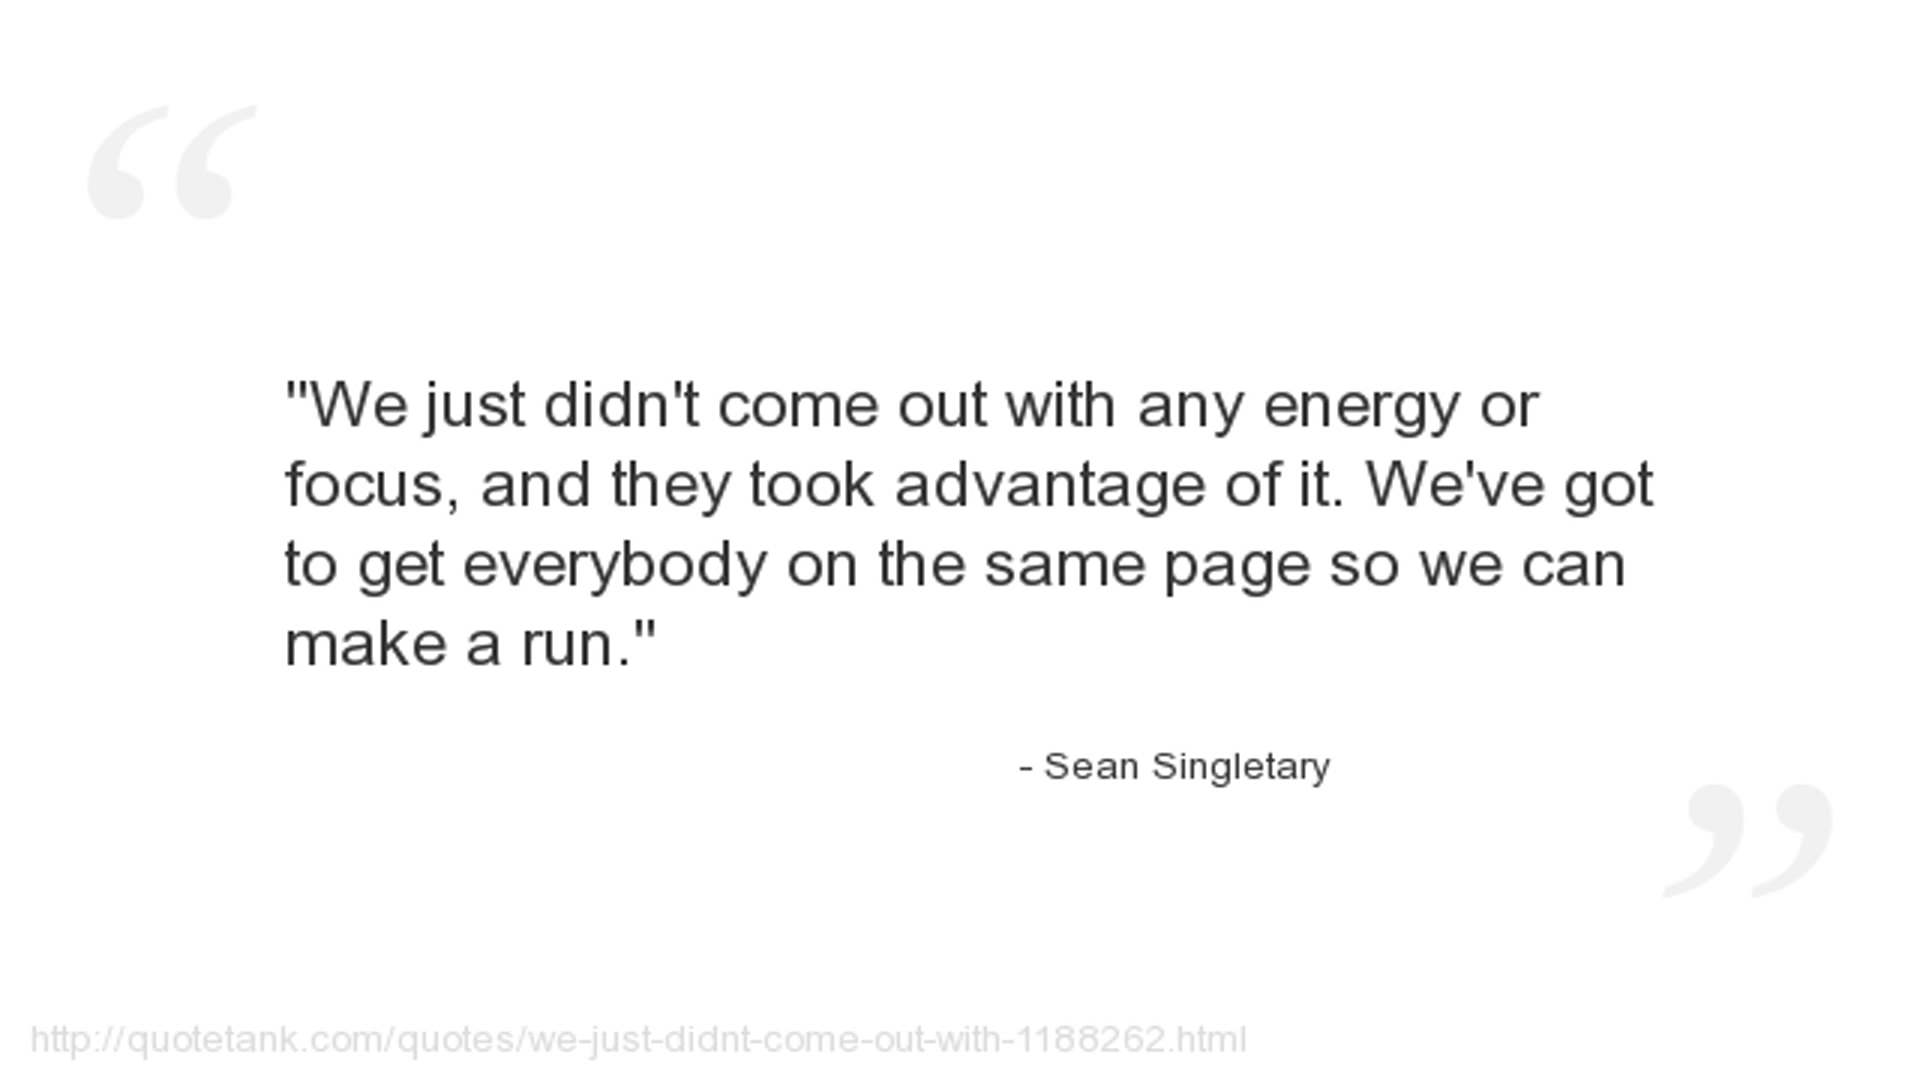 "We just didn't come out with any energy or
focus, and they took advantage of it. We've got
to get everybody on the same page so we can
make a run."
- Sean Singletary
http://quotetank.com/quotes/we-just-didnt-come-out-with-1188262.html